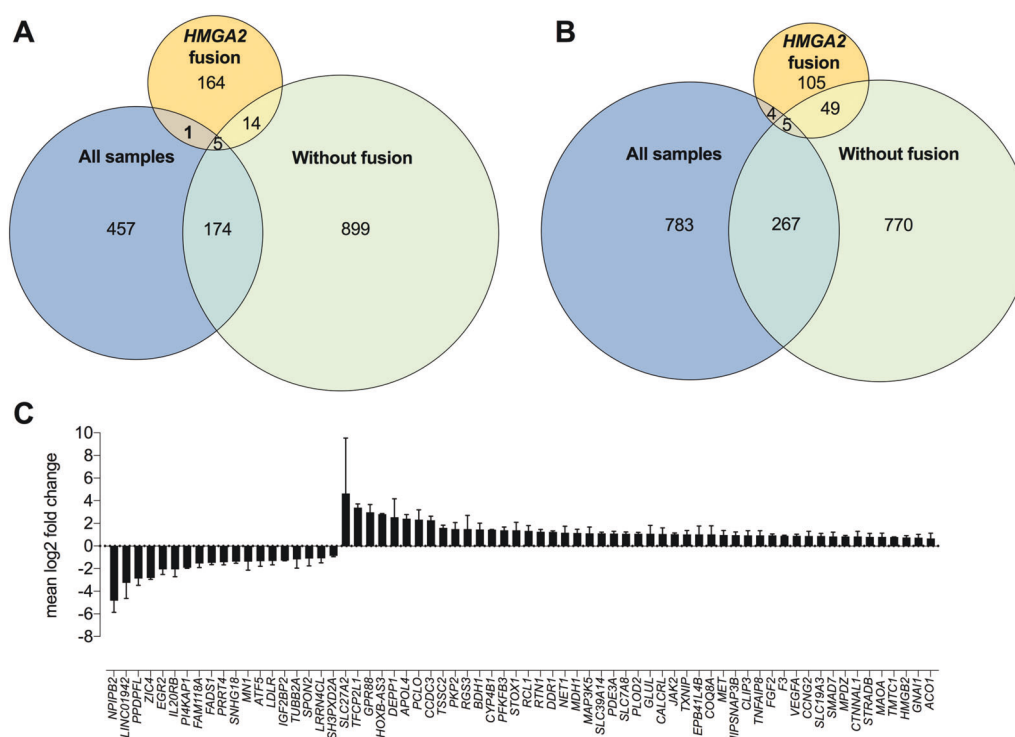 A
HMGA2
fusion
164
1
14
5
All samples
Without fusion
457
174
899
B
HMGA2
fusion
105
4
49
5
All samples
Without fusion
783
267
770
C
mean log2 fold change
10
8
6
4
2
0
-2
-4
-6
-8
NPIPB2
LINC01942
PPDPFL
ZIC4
EGR2
IL20RB
PI4KAP1
FAM118A
FADS1
PRRT4
SNHG18
MN1
ATF5
LDLR
IGF2BP2
TUBB2A
SPON2
LRRN4CL
SH3PXD2A
SLC27A2
TFCP2L1
GPR88
HOXB-AS3
DEPP1
APOL4
PCLO
CCDC3
TSSC2
PKP2
RGS3
BDH1
CYP4B1
PFKFB3
STOX1
RCL1
RTN1
DDR1
NET1
MDH1
MAP3K5
SLC39A14
PDE3A
SLC7A8
PLOD2
GLUL
CALCRL
JAK2
TXNIP
EPB41L4B
COQ8A
MET
NIPSNAP3B
CLIP3
TNFAIP8
FGF2
F3
VEGFA
CCNG2
SLC19A3
SMAD7
MPDZ
CTNNAL1
STRADB
MAOA
TMTC1
HMGB2
GNAI1
ACO1